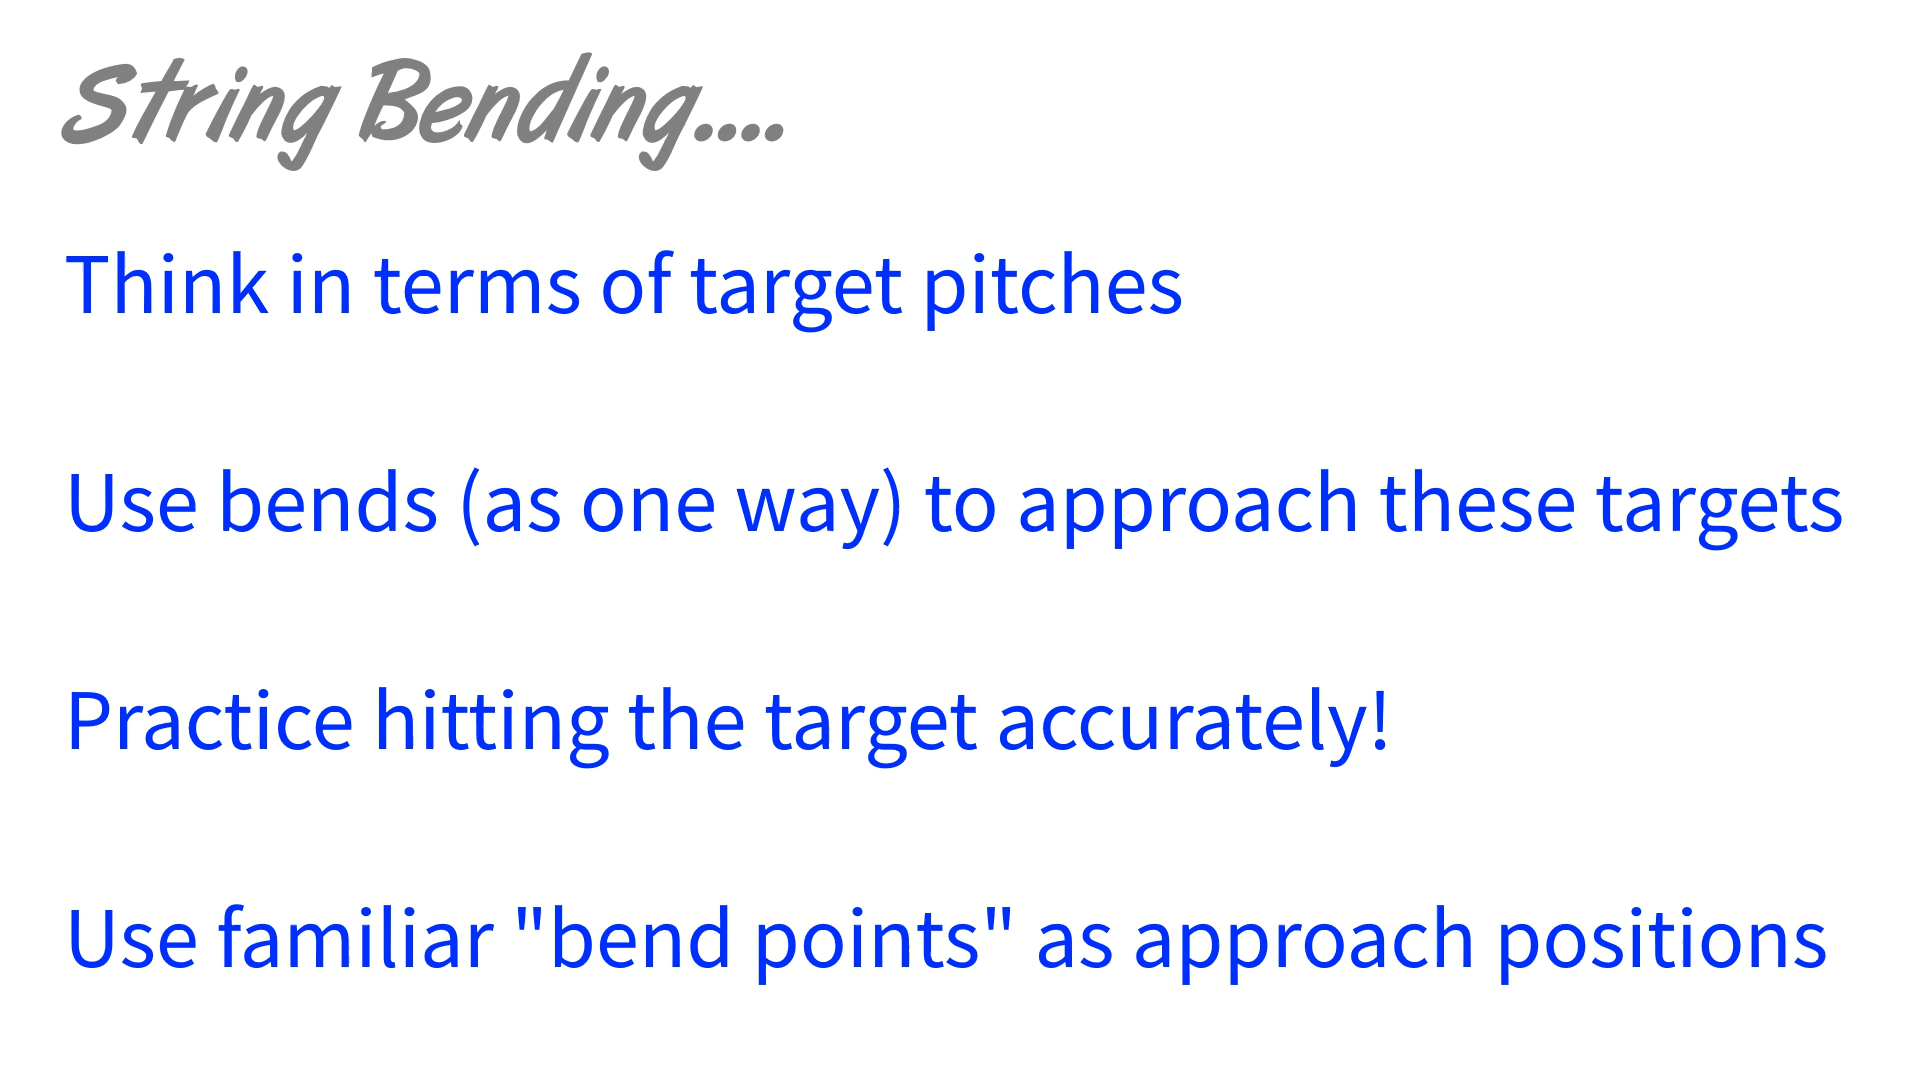 String Bending....
Think in terms of target pitches
Use bends (as one way) to approach these targets
Practice hitting the target accurately!
Use familiar "bend points" as approach positions